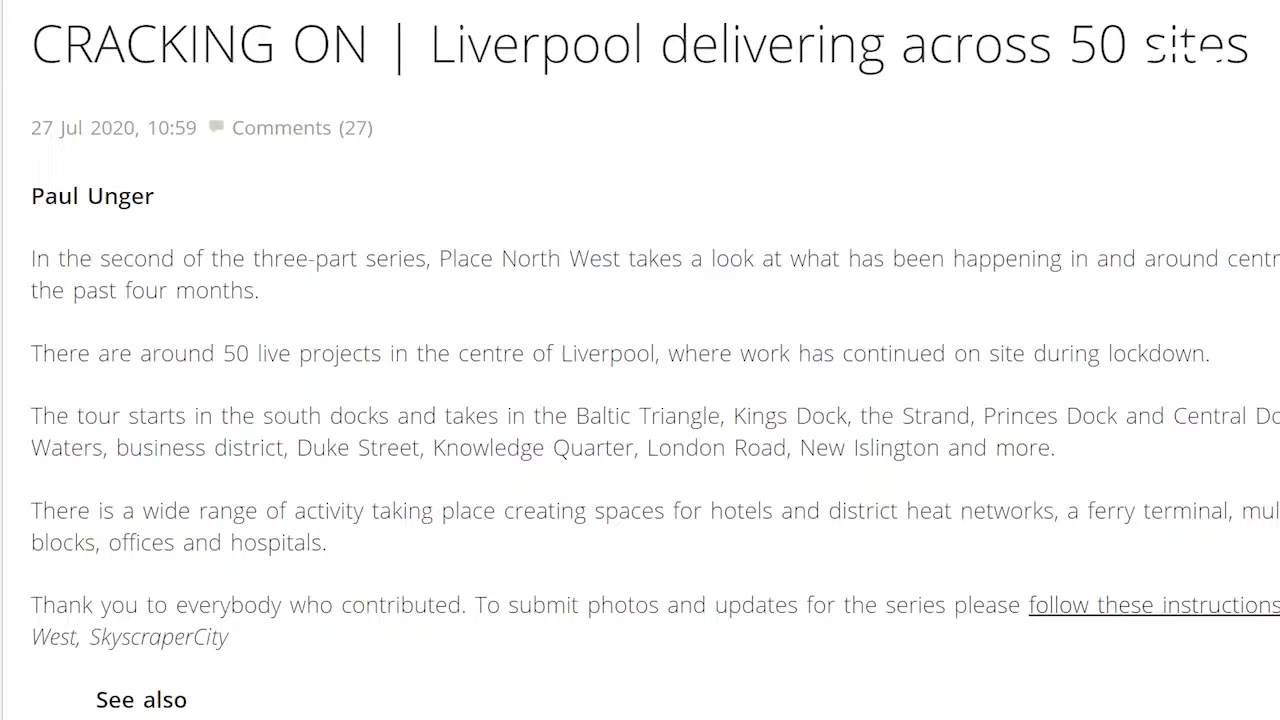 CRACKING ON | Liverpool delivering across 50 sites
27 Jul 2020, 10:59 Comments (27)
Paul Unger
In the second of the three-part series, Place North West takes a look at what has been happening in and around
the past four months.
There are around 50 live projects in the centre of Liverpool, where work has continued on site during lockdown.
The tour starts in the south docks and takes in the Baltic Triangle, Kings Dock, the Strand, Princes Dock and Central
Waters, business district, Duke Street, Knowledge Quarter, London Road, New Islington and more.
There is a wide range of activity taking place creating spaces for hotels and district heat networks, a ferry terminal,
blocks, offices and hospitals.
Thank you to everybody who contributed. To submit photos and updates for the series please follow these instructions
West, SkyscraperCity
See also